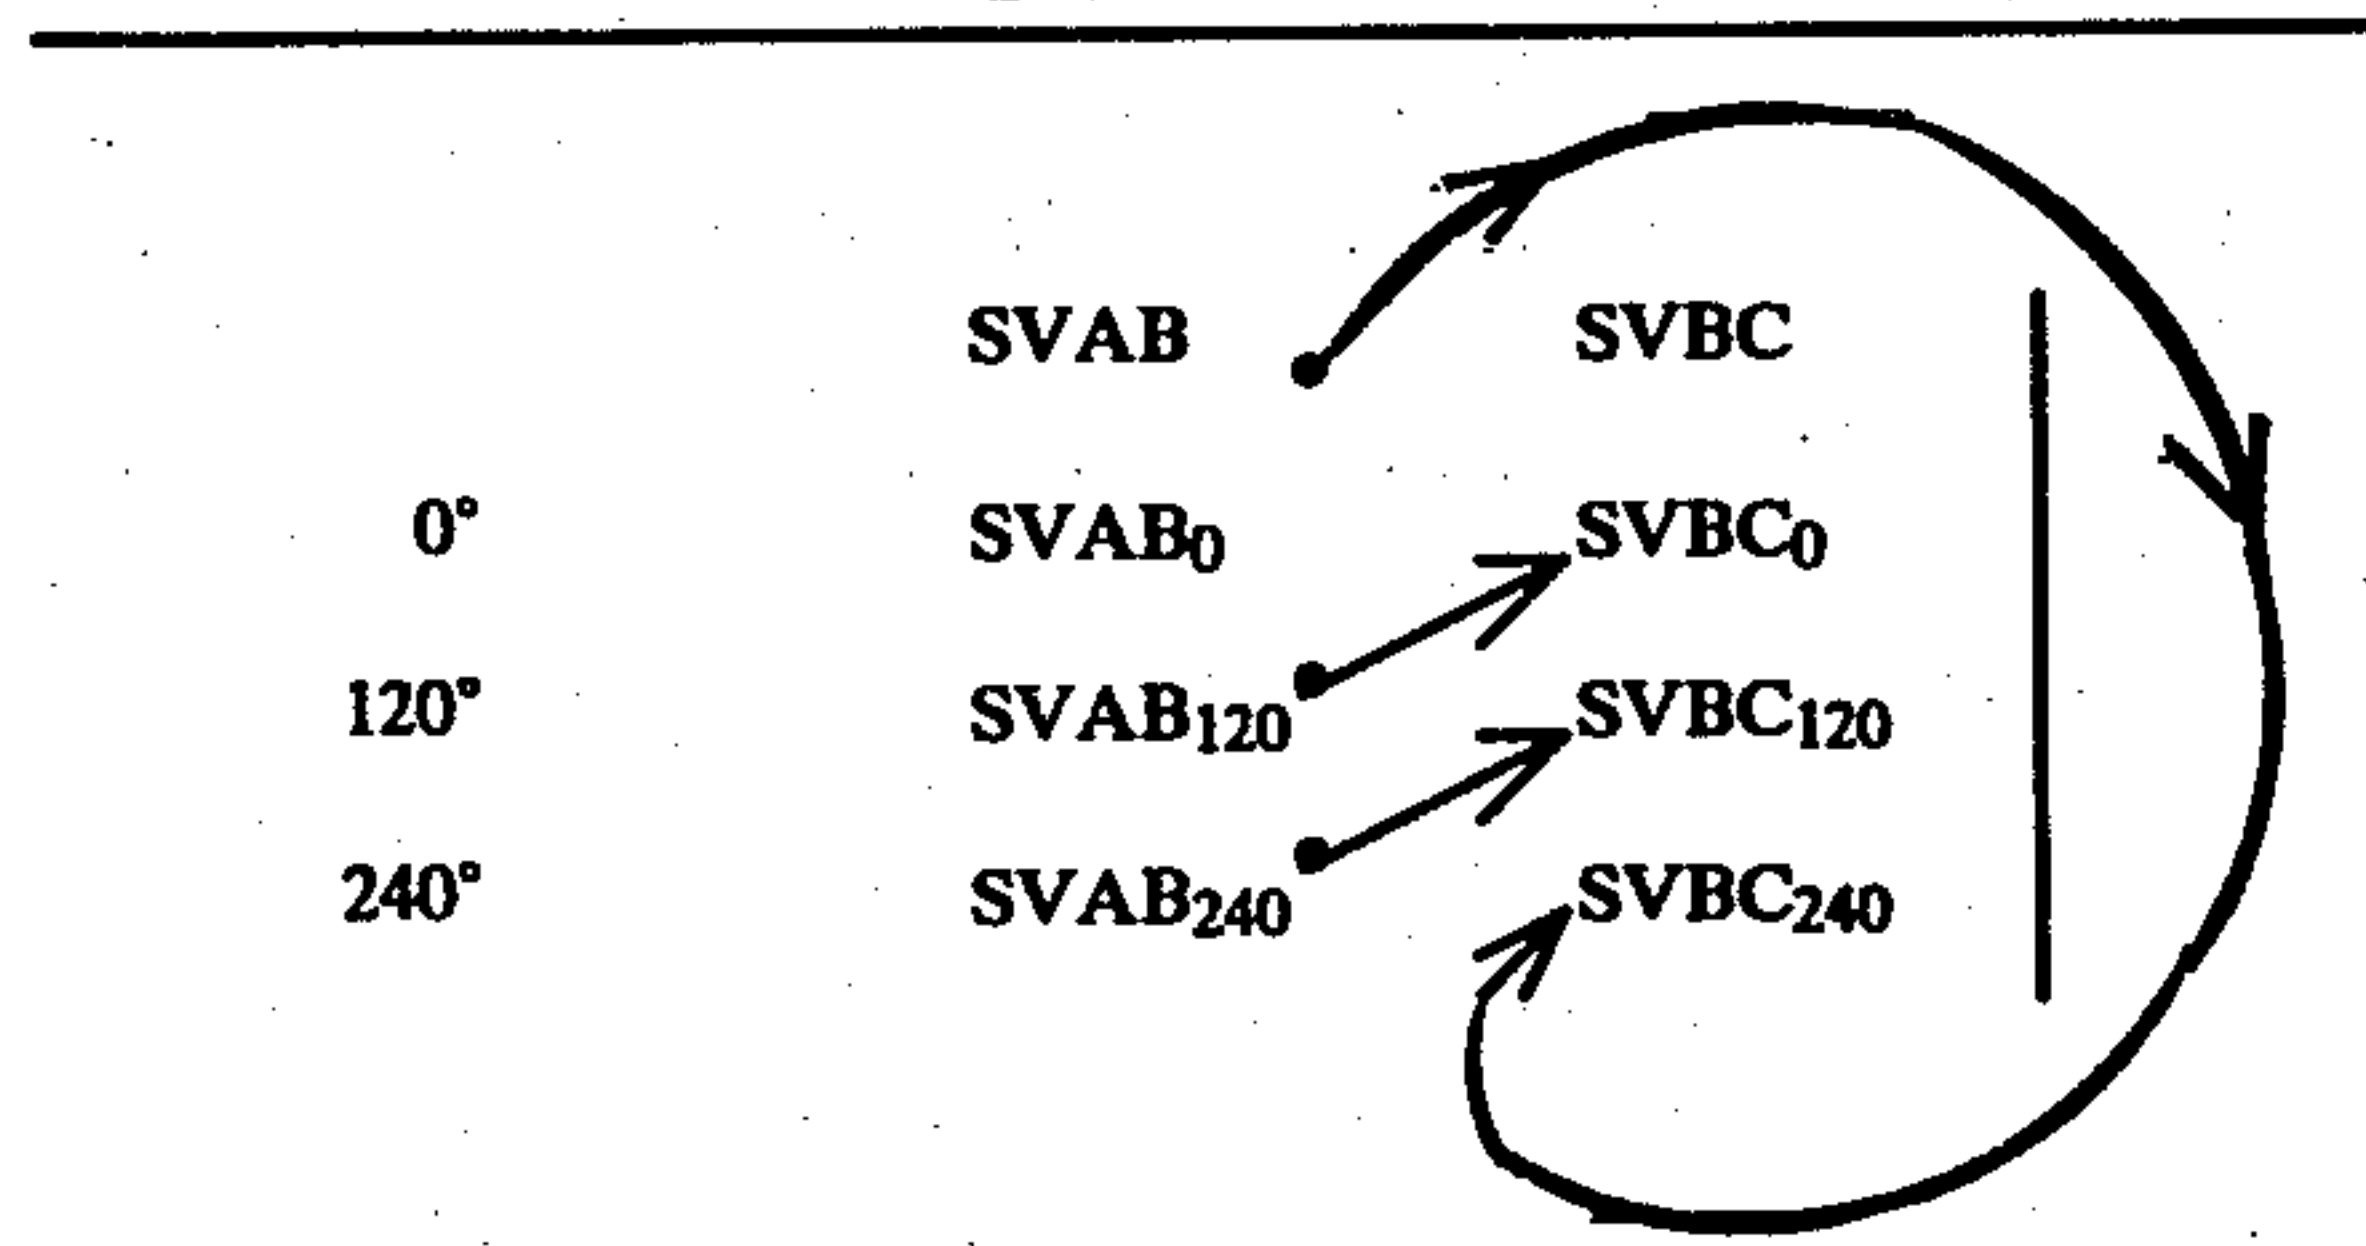 SVAB SVBC
0° SVAB₀ SVBC₀
120° SVAB₁₂₀ SVBC₁₂₀
240° SVAB₂₄₀ SVBC₂₄₀